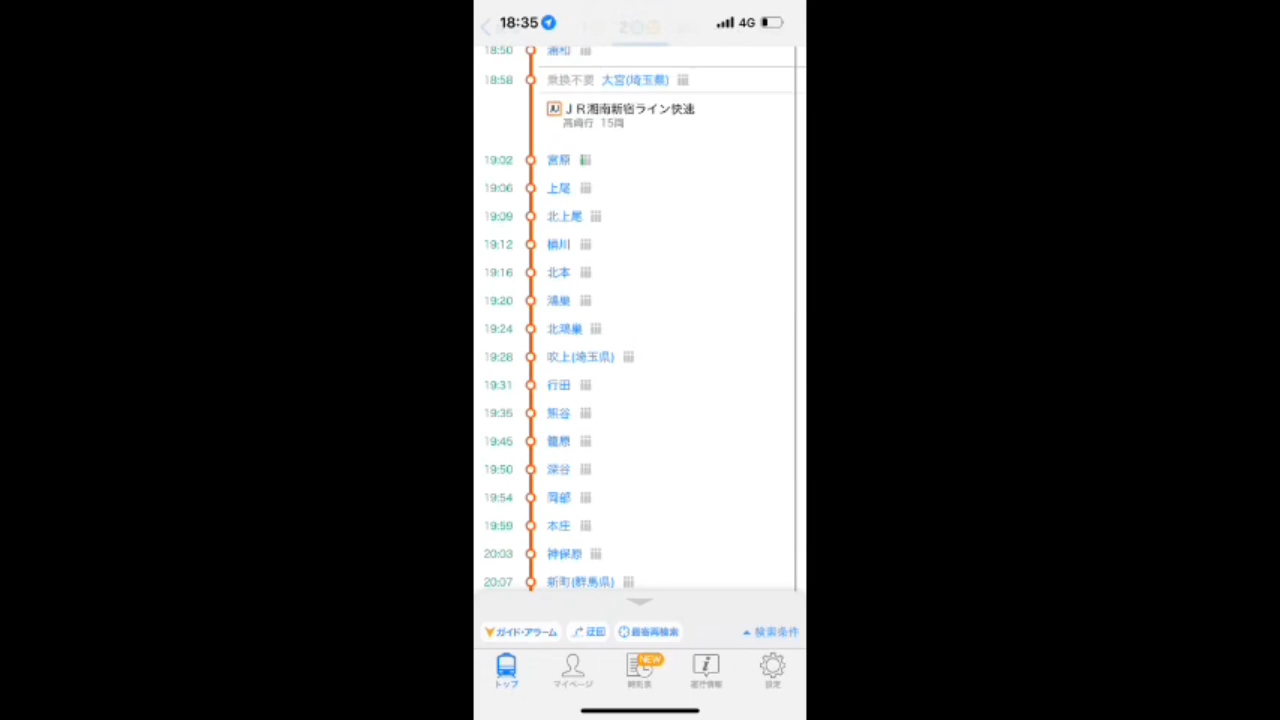 18:35 4G
18:50 浦和
18:58 乗換不要 大宮(埼玉県)
JU JR湘南新宿ライン快速
高崎行 15両
19:02 宮原
19:06 上尾
19:09 北上尾
19:12 桶川
19:16 北本
19:20 鴻巣
19:24 北鴻巣
19:28 吹上(埼玉県)
19:31 行田
19:35 熊谷
19:45 籠原
19:50 深谷
19:54 岡部
19:59 本庄
20:03 神保原
20:07 新町(群馬県)
ガイド・アラーム 迂回 最寄再検索 検索条件
NEW
トップ マイページ 時刻表 運行情報 設定